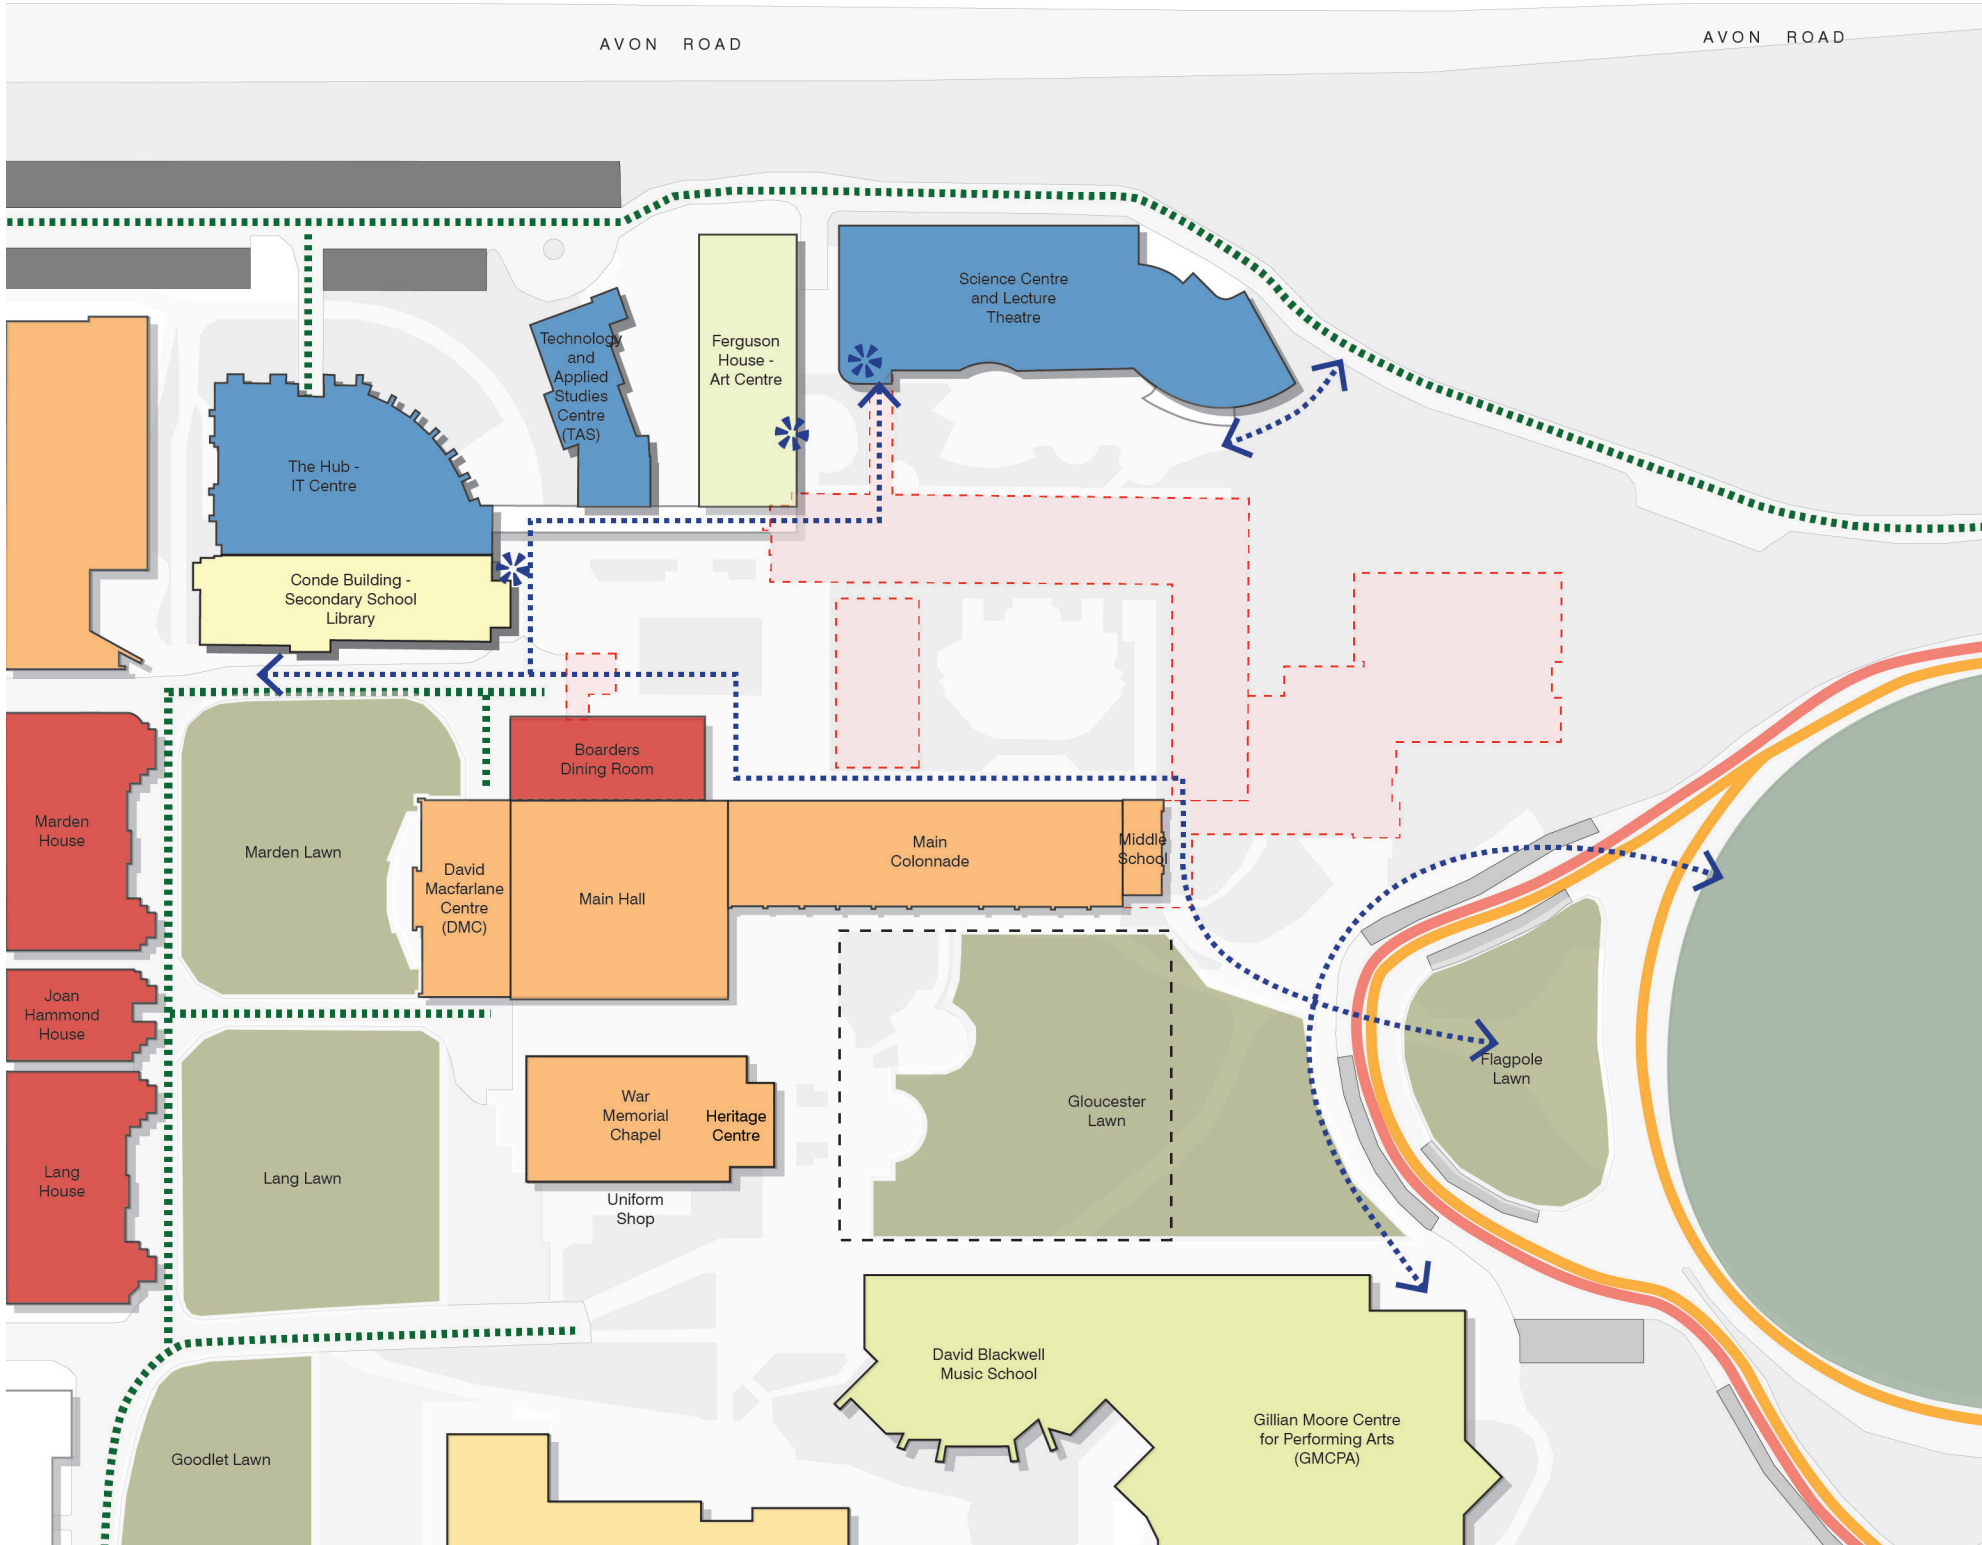 AVON ROAD
AVON ROAD
Science Centre
and Lecture
Theatre
Technology
and
Applied
Studies
Centre
(TAS)
Ferguson
House -
Art Centre
The Hub -
IT Centre
Conde Building -
Secondary School
Library
Boarders
Dining Room
Marden
House
Marden Lawn
David
Macfarlane
Centre
(DMC)
Main Hall
Main
Colonnade
Middle
School
Joan
Hammond
House
Flagpole
Lawn
War
Memorial
Chapel
Heritage
Centre
Gloucester
Lawn
Lang
House
Lang Lawn
Uniform
Shop
David Blackwell
Music School
Gillian Moore Centre
for Performing Arts
(GMCPA)
Goodlet Lawn